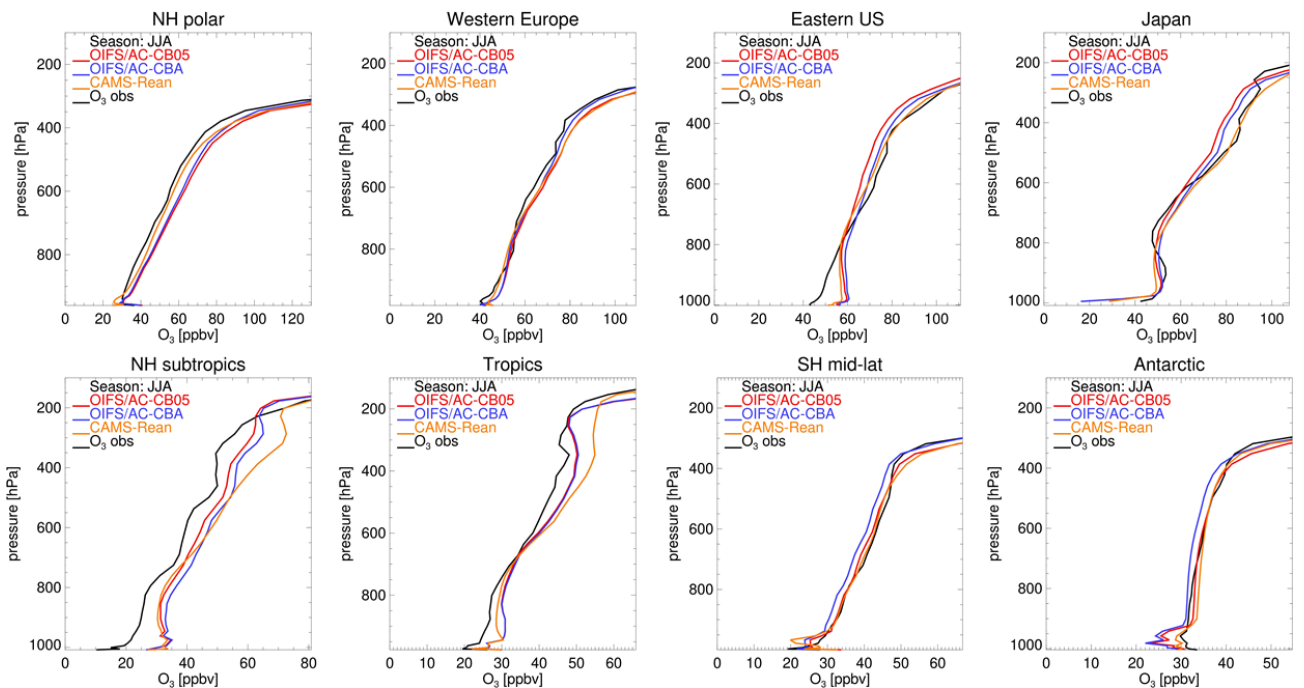 NH polar
Season: JJA
OIFS/AC-CB05
OIFS/AC-CBA
CAMS-Rean
O₃ obs
pressure [hPa]
200
400
600
800
0 20 40 60 80 100 120
O₃ [ppbv]
Western Europe
Season: JJA
OIFS/AC-CB05
OIFS/AC-CBA
CAMS-Rean
O₃ obs
pressure [hPa]
200
400
600
800
0 20 40 60 80 100
O₃ [ppbv]
Eastern US
Season: JJA
OIFS/AC-CB05
OIFS/AC-CBA
CAMS-Rean
O₃ obs
pressure [hPa]
200
400
600
800
1000
0 20 40 60 80 100
O₃ [ppbv]
Japan
Season: JJA
OIFS/AC-CB05
OIFS/AC-CBA
CAMS-Rean
O₃ obs
pressure [hPa]
200
400
600
800
1000
0 20 40 60 80 100
O₃ [ppbv]
NH subtropics
Season: JJA
OIFS/AC-CB05
OIFS/AC-CBA
CAMS-Rean
O₃ obs
pressure [hPa]
200
400
600
800
1000
0 20 40 60 80
O₃ [ppbv]
Tropics
Season: JJA
OIFS/AC-CB05
OIFS/AC-CBA
CAMS-Rean
O₃ obs
pressure [hPa]
200
400
600
800
0 20 40 60
O₃ [ppbv]
SH mid-lat
Season: JJA
OIFS/AC-CB05
OIFS/AC-CBA
CAMS-Rean
O₃ obs
pressure [hPa]
200
400
600
800
0 20 40 60
O₃ [ppbv]
Antarctic
Season: JJA
OIFS/AC-CB05
OIFS/AC-CBA
CAMS-Rean
O₃ obs
pressure [hPa]
200
400
600
800
1000
0 10 20 30 40 50
O₃ [ppbv]